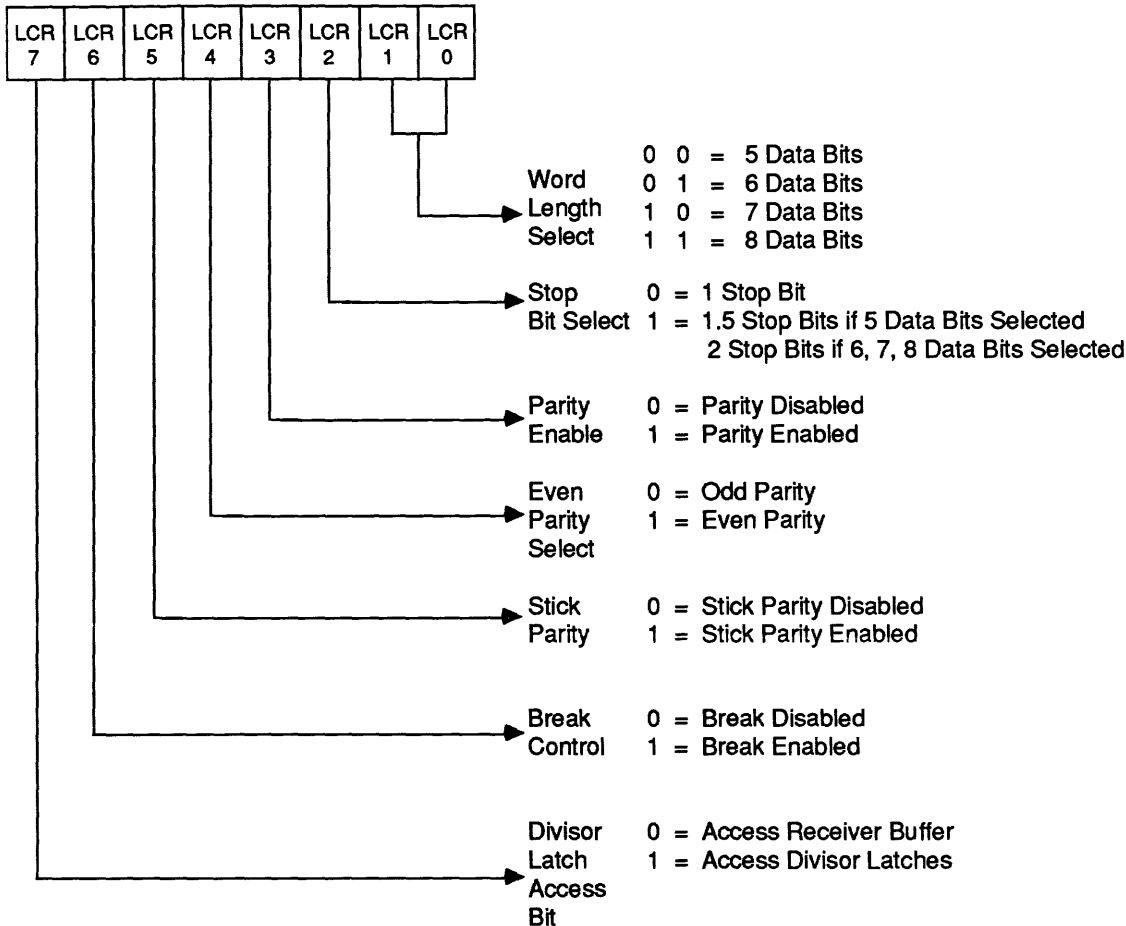 LCR LCR LCR LCR LCR LCR LCR LCR
7 6 5 4 3 2 1 0
0 0 = 5 Data Bits
Word 0 1 = 6 Data Bits
Length 1 0 = 7 Data Bits
Select 1 1 = 8 Data Bits
Stop 0 = 1 Stop Bit
Bit Select 1 = 1.5 Stop Bits if 5 Data Bits Selected
2 Stop Bits if 6, 7, 8 Data Bits Selected
Parity 0 = Parity Disabled
Enable 1 = Parity Enabled
Even 0 = Odd Parity
Parity 1 = Even Parity
Select
Stick 0 = Stick Parity Disabled
Parity 1 = Stick Parity Enabled
Break 0 = Break Disabled
Control 1 = Break Enabled
Divisor 0 = Access Receiver Buffer
Latch 1 = Access Divisor Latches
Access
Bit